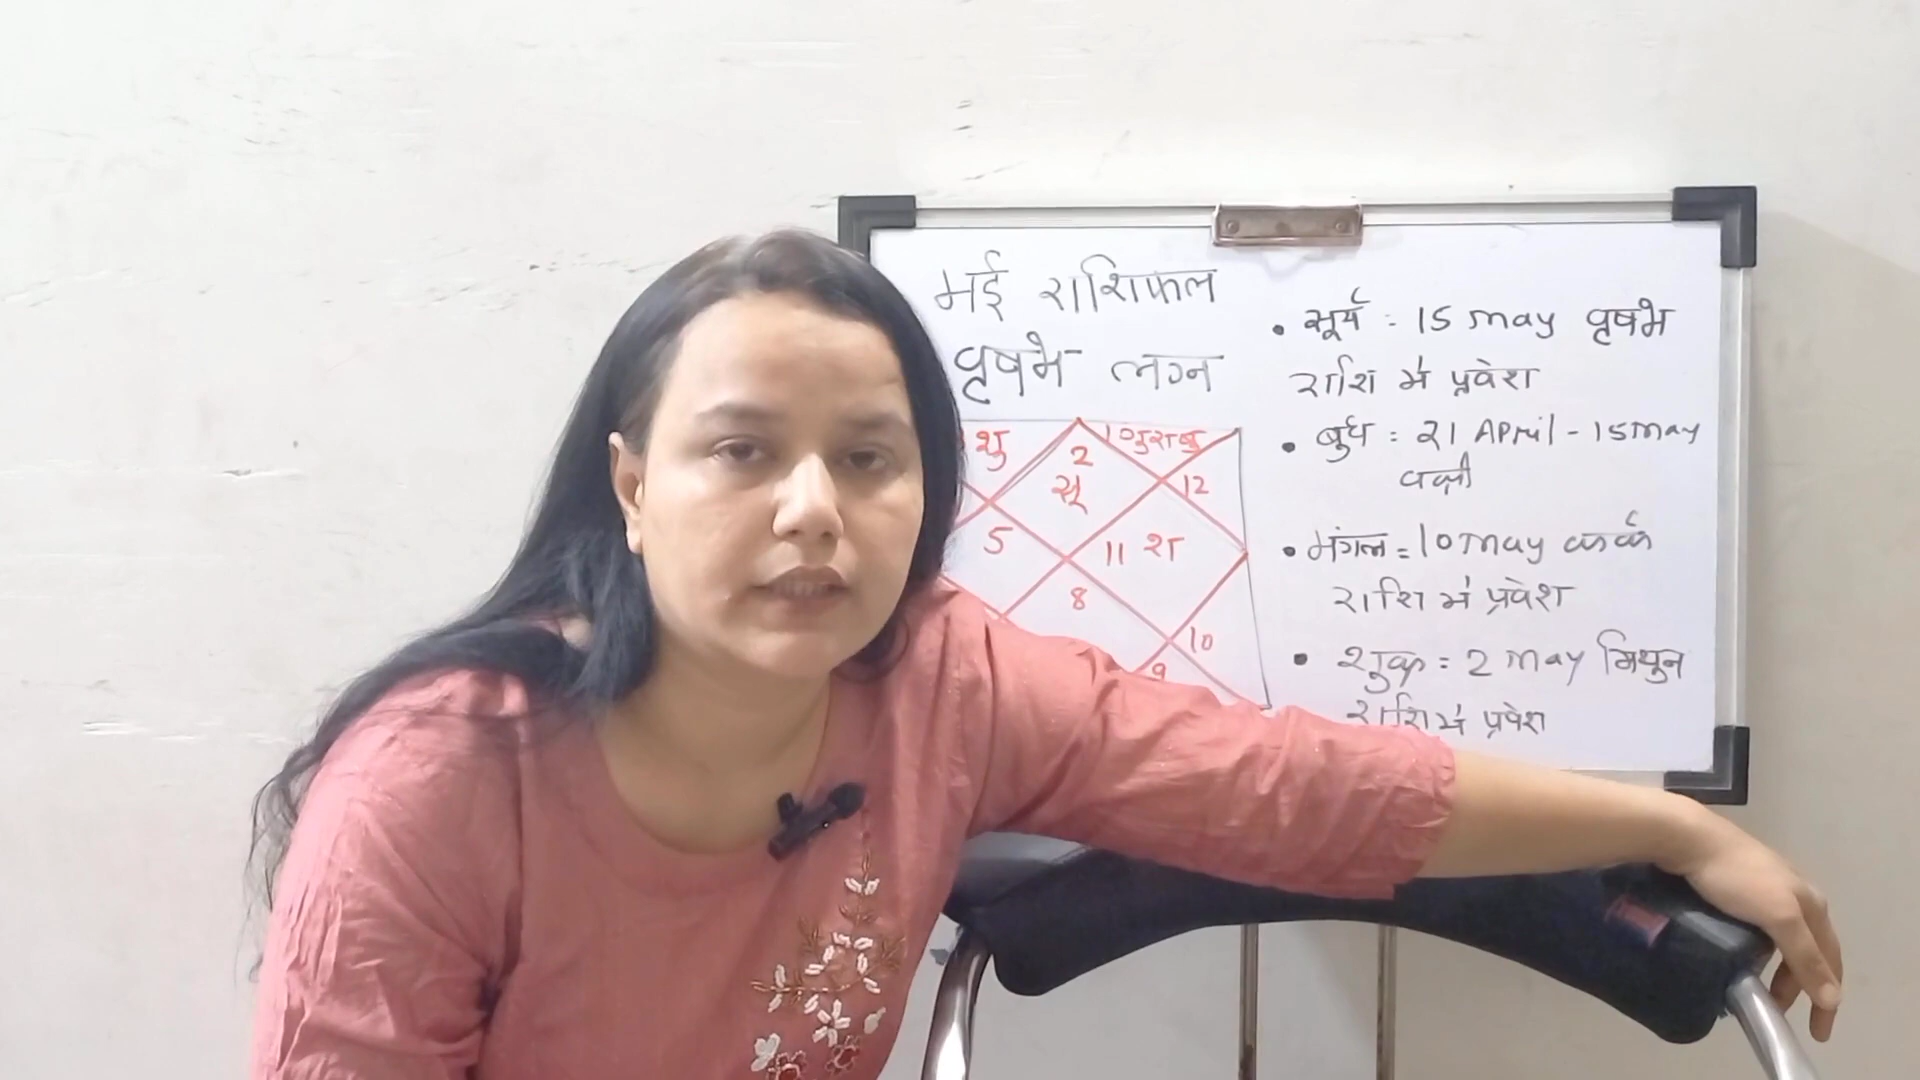 मई राशिफल
वृषभ लग्न
शु
2
सू
12
5
11 श
8
10
9
• सूर्य : 15 may वृषभ
राशि में प्रवेश
• बुध : 21 April - 15 may
वक्री
• मंगल = 10 may कर्क
राशि में प्रवेश
• शुक्र = 2 may मिथुन
राशि में प्रवेश